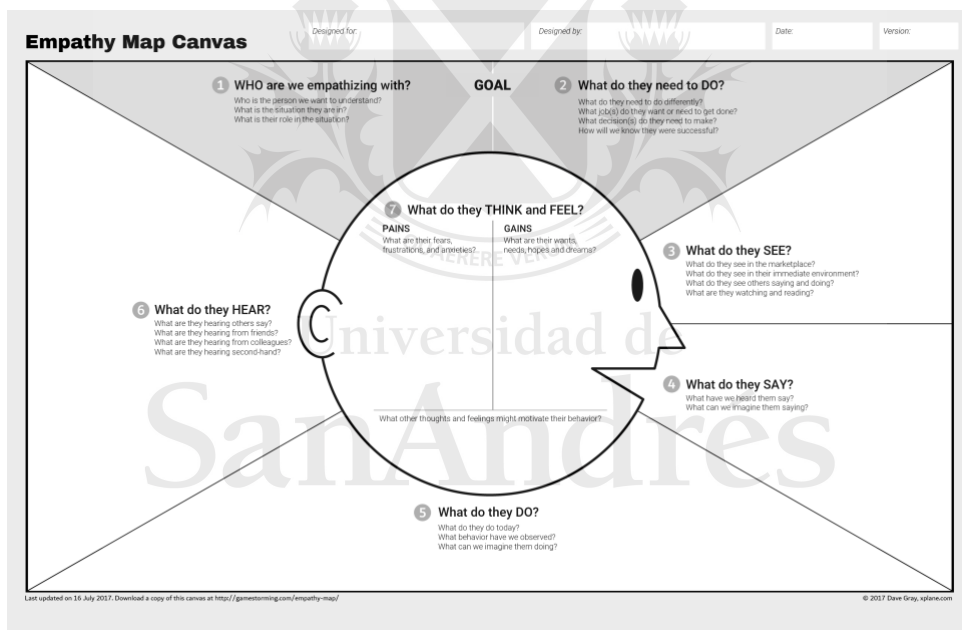 Empathy Map Canvas
Designed for:
Designed by:
Date:
Version:
1 WHO are we empathizing with?
Who is the person we want to understand?
What is the situation they are in?
What is their role in the situation?
GOAL
2 What do they need to DO?
What do they need to do differently?
What job(s) do they want or need to get done?
What decision(s) do they need to make?
How will we know they were successful?
7 What do they THINK and FEEL?
PAINS
What are their fears,
frustrations, and anxieties?
GAINS
What are their wants,
needs, hopes and dreams?
3 What do they SEE?
What do they see in the marketplace?
What do they see in their immediate environment?
What do they see others saying and doing?
What are they watching and reading?
6 What do they HEAR?
What are they hearing others say?
What are they hearing from friends?
What are they hearing from colleagues?
What are they hearing second-hand?
4 What do they SAY?
What have we heard them say?
What can we imagine them saying?
What other thoughts and feelings might motivate their behavior?
5 What do they DO?
What do they do today?
What behavior have we observed?
What can we imagine them doing?
Universidad de
SanAndrés
Last updated on 16 July 2017. Download a copy of this canvas at http://gamestorming.com/empathy-map/
© 2017 Dave Gray, xplane.com